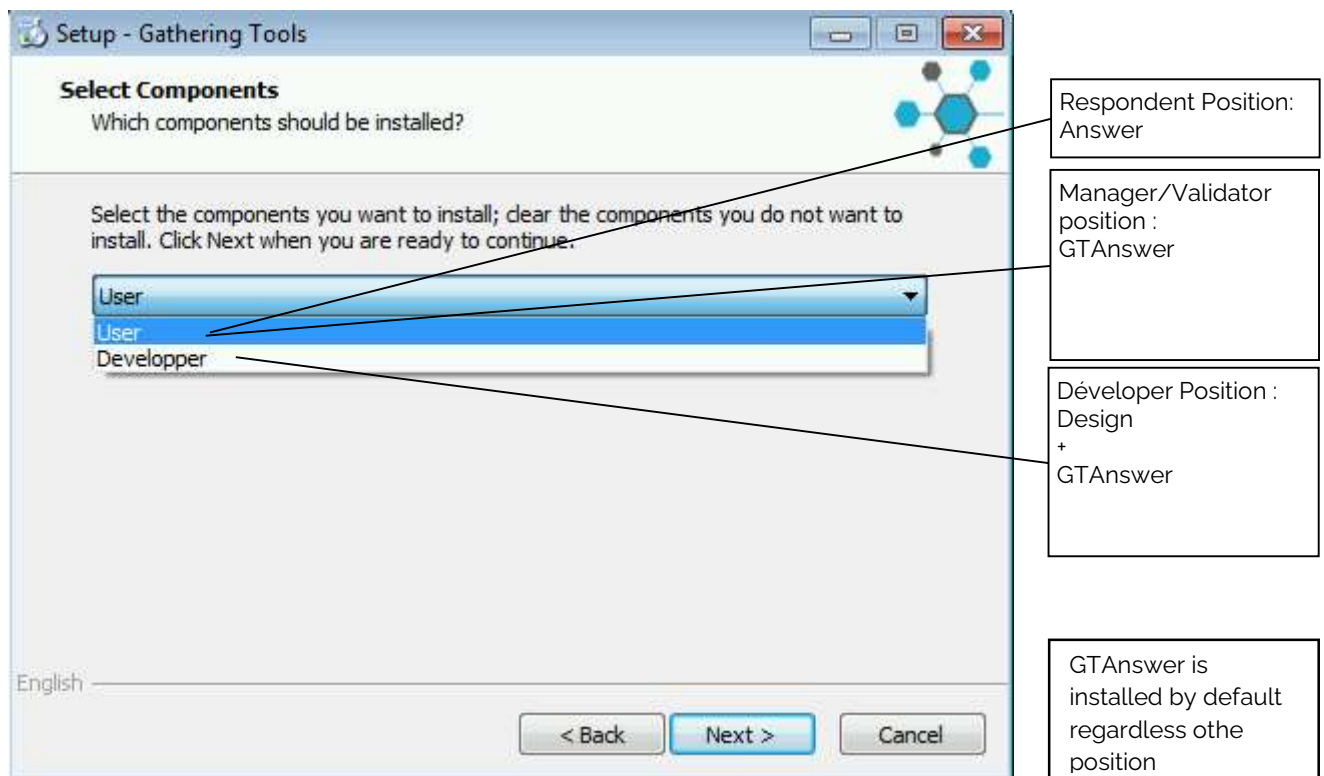 Setup - Gathering Tools
Select Components
Which components should be installed?
Select the components you want to install; clear the components you do not want to
install. Click Next when you are ready to continue.
User
User
Developper
English
< Back
Next >
Cancel
Respondent Position:
Answer
Manager/Validator
position :
GTAnswer
Déveloper Position :
Design
+
GTAnswer
GTAnswer is
installed by default
regardless othe
position